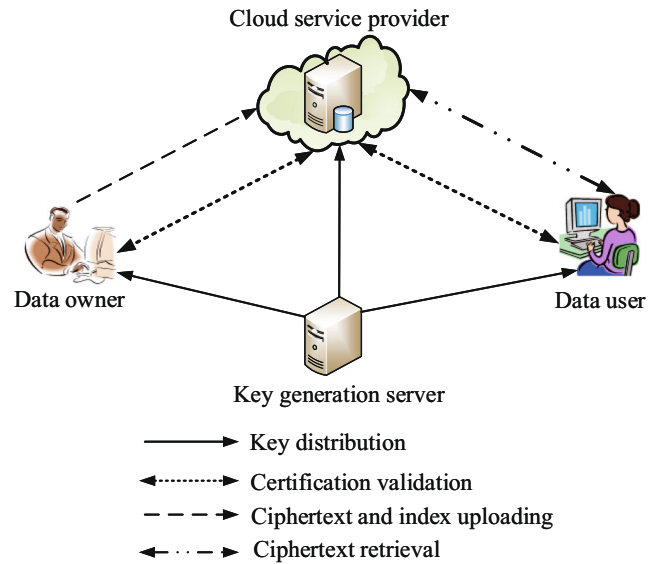 Cloud service provider
Data owner
Data user
Key generation server
Key distribution
Certification validation
Ciphertext and index uploading
Ciphertext retrieval